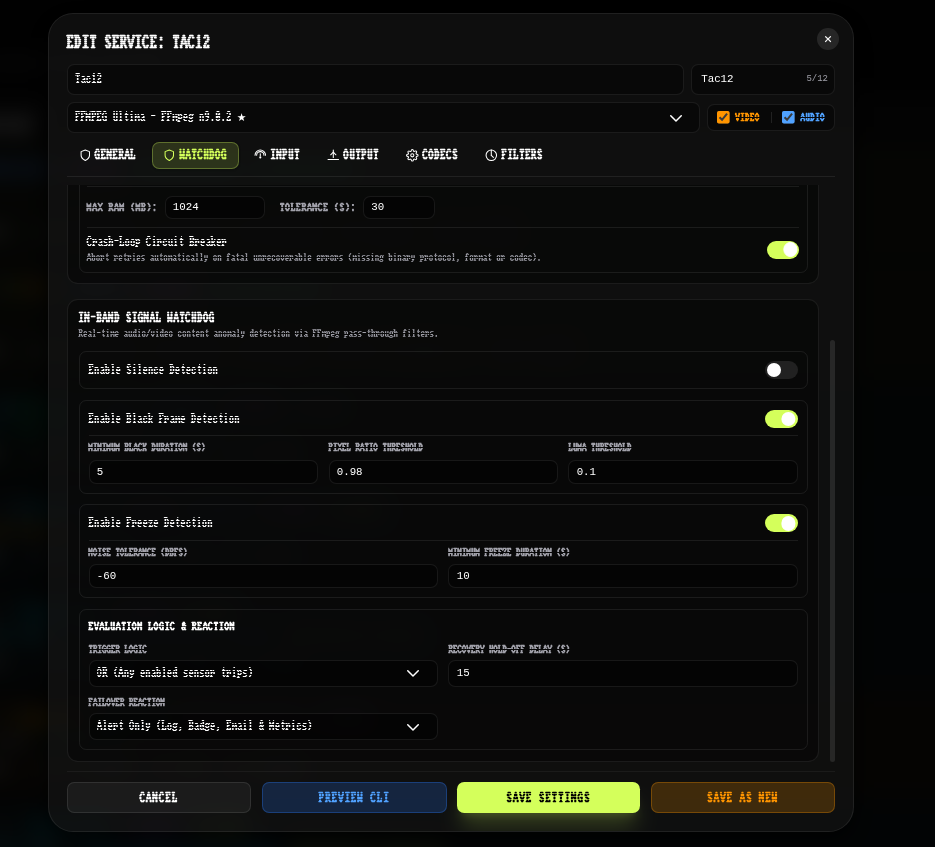 EDIT SERVICE: TAC12
×
Tac12
Tac12 5/12
FFMPEG Ultima - FFmpeg n9.0.2 ★
VIDEO AUDIO
GENERAL WATCHDOG INPUT OUTPUT CODECS FILTERS
MAX RAM (MB): 1024 TOLERANCE (S): 30
Crash-Loop Circuit Breaker
Abort retries automatically on fatal unrecoverable errors (missing binary, protocol, format or codec).
IN-BAND SIGNAL WATCHDOG
Real-time audio/video content anomaly detection via FFmpeg pass-through filters.
Enable Silence Detection
Enable Black Frame Detection
MINIMUM BLACK DURATION (S) PIXEL RATIO THRESHOLD LUMA THRESHOLD
5 0.98 0.1
Enable Freeze Detection
NOISE TOLERANCE (DBFS) MINIMUM FREEZE DURATION (S)
-60 10
EVALUATION LOGIC & REACTION
TRIGGER LOGIC RECOVERY HOLD-OFF DELAY (S)
OR (Any enabled sensor trips) 15
FAILOVER REACTION
Alert Only (Log, Badge, Email & Metrics)
CANCEL PREVIEW CLI SAVE SETTINGS SAVE AS NEW